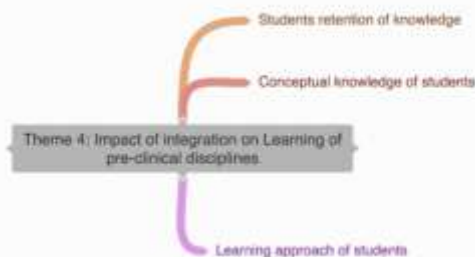 Students retention of knowledge
Conceptual knowledge of students
Theme 4: Impact of integration on Learning of
pre-clinical disciplines
Learning approach of students